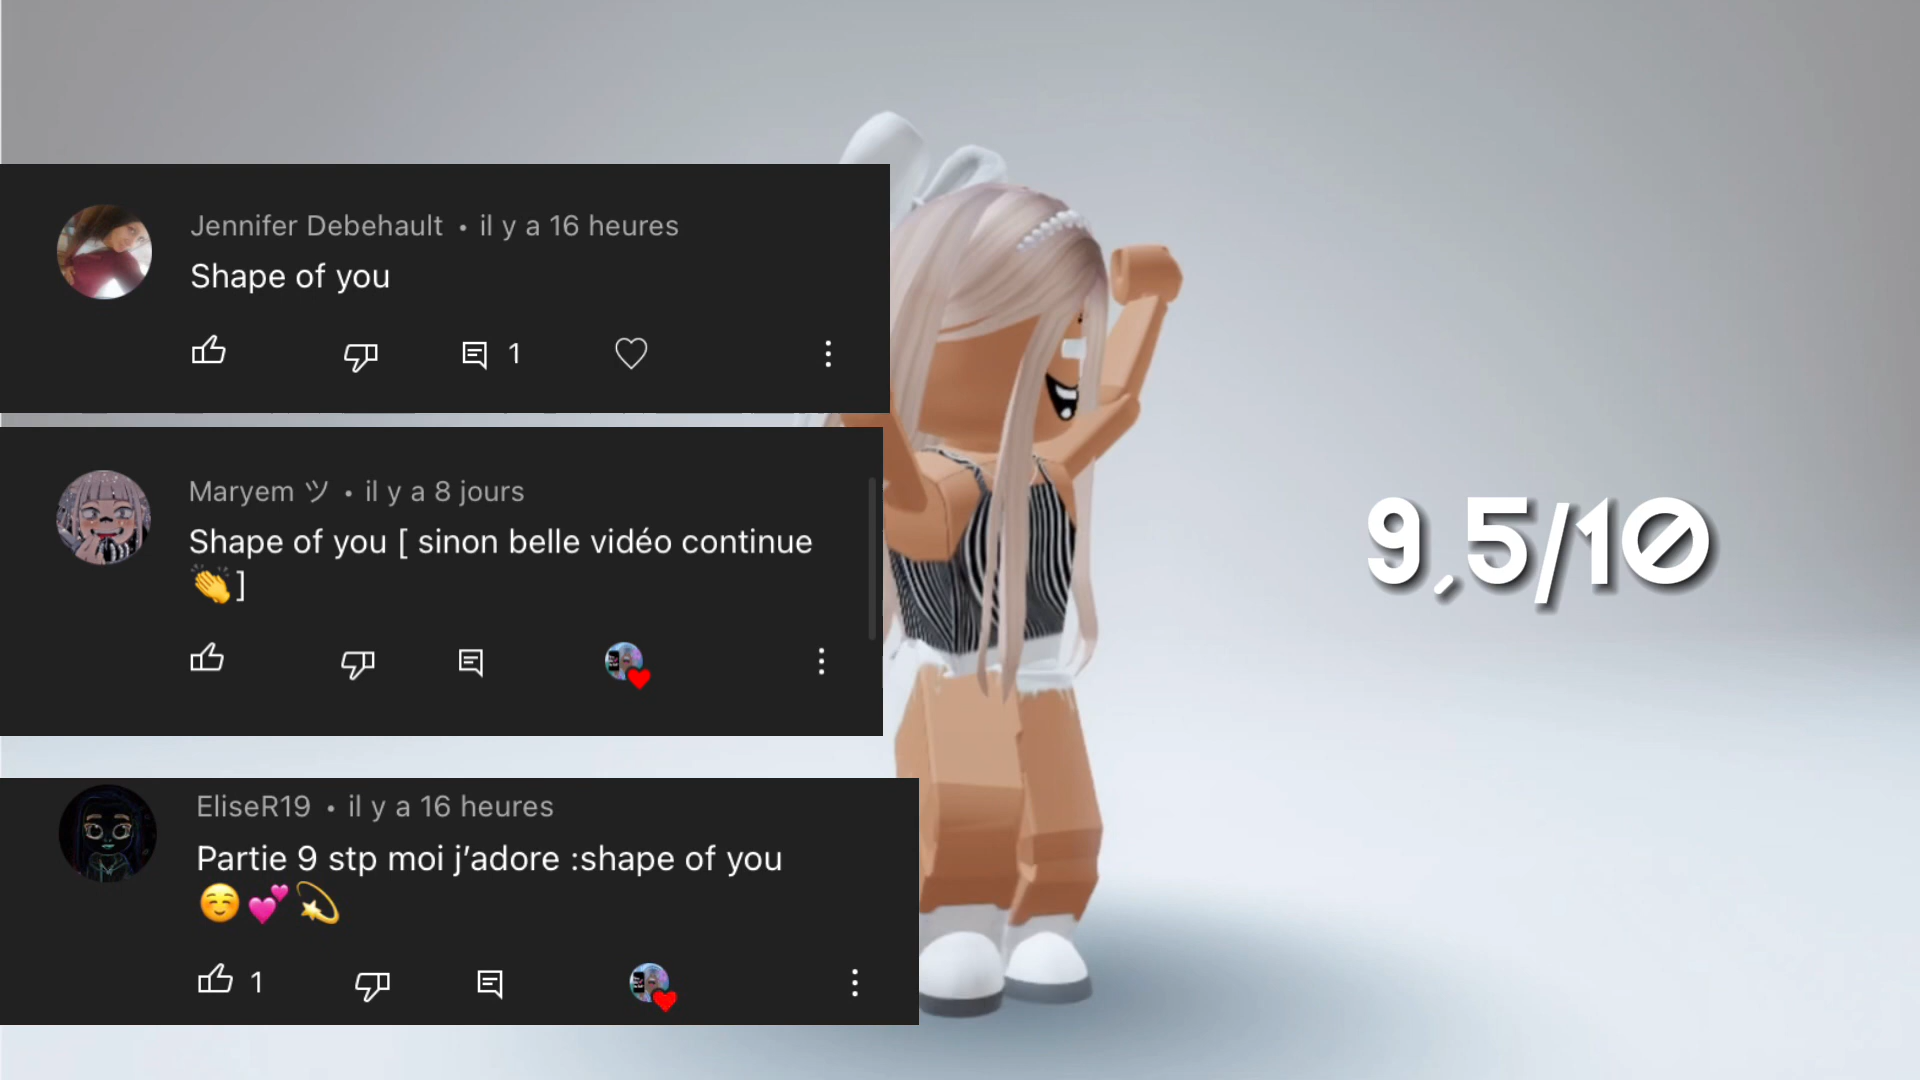 Jennifer Debehault • il y a 16 heures
Shape of you
1
Maryem ツ • il y a 8 jours
Shape of you [ sinon belle vidéo continue
👏]
EliseR19 • il y a 16 heures
Partie 9 stp moi j’adore :shape of you
☺️💕💫
1
9,5/10